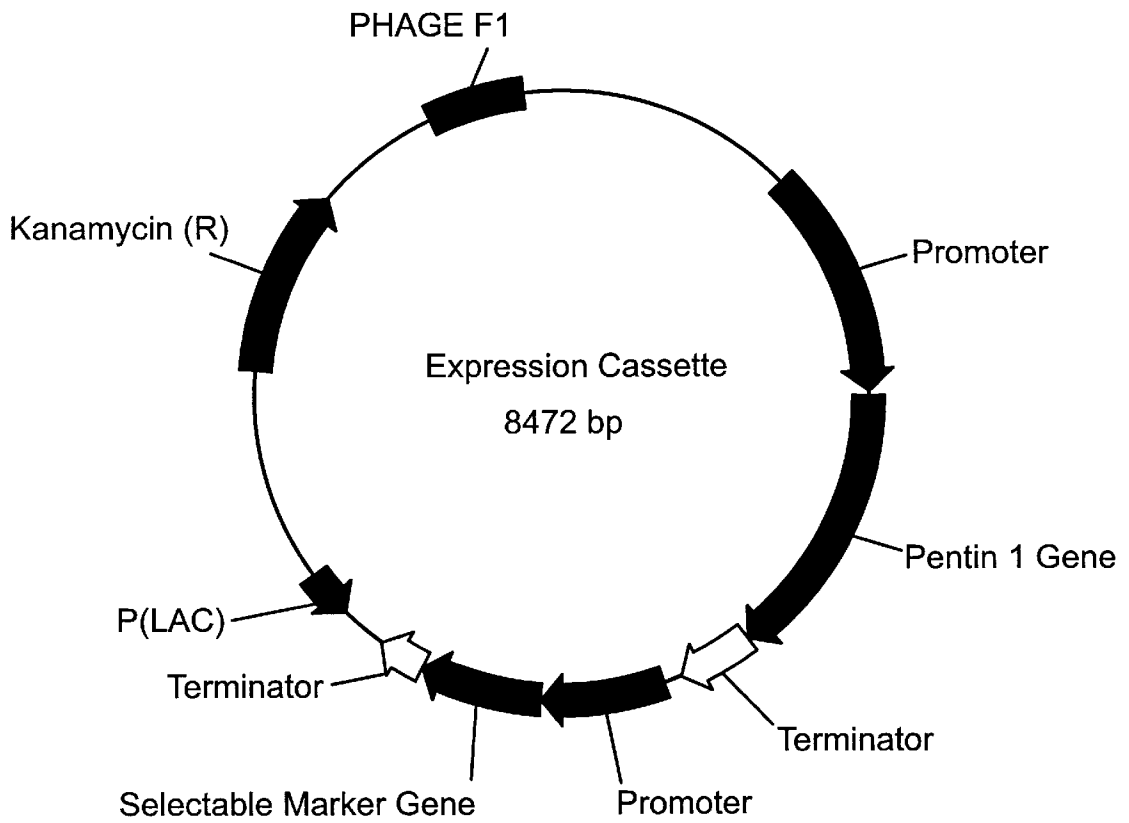 PHAGE F1
Kanamycin (R)
Promoter
Expression Cassette
8472 bp
Pentin 1 Gene
P(LAC)
Terminator
Terminator
Selectable Marker Gene
Promoter